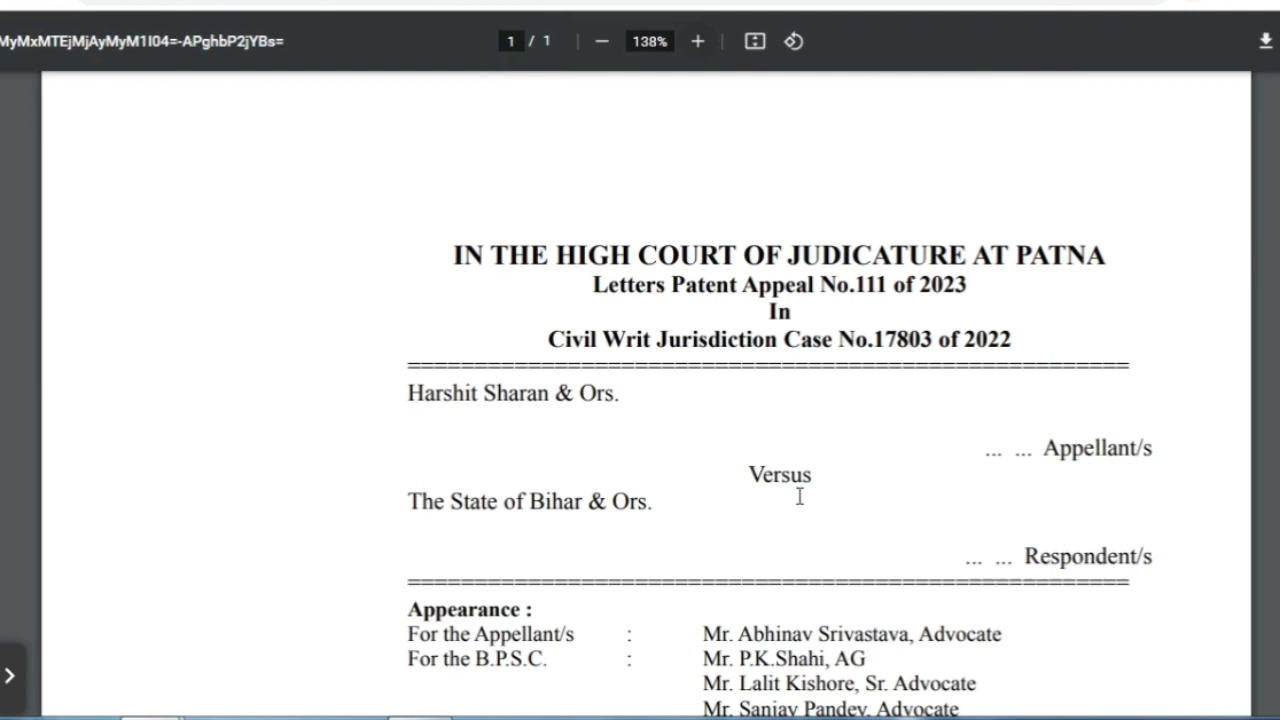 MyMxMTEjMjAyMyM1I04=-APghbP2jYBs=
1 / 1
138%
IN THE HIGH COURT OF JUDICATURE AT PATNA
Letters Patent Appeal No.111 of 2023
In
Civil Writ Jurisdiction Case No.17803 of 2022
Harshit Sharan & Ors.
... ... Appellant/s
Versus
The State of Bihar & Ors.
... ... Respondent/s
Appearance :
For the Appellant/s : Mr. Abhinav Srivastava, Advocate
For the B.P.S.C. : Mr. P.K.Shahi, AG
Mr. Lalit Kishore, Sr. Advocate
Mr. Sanjay Pandey, Advocate